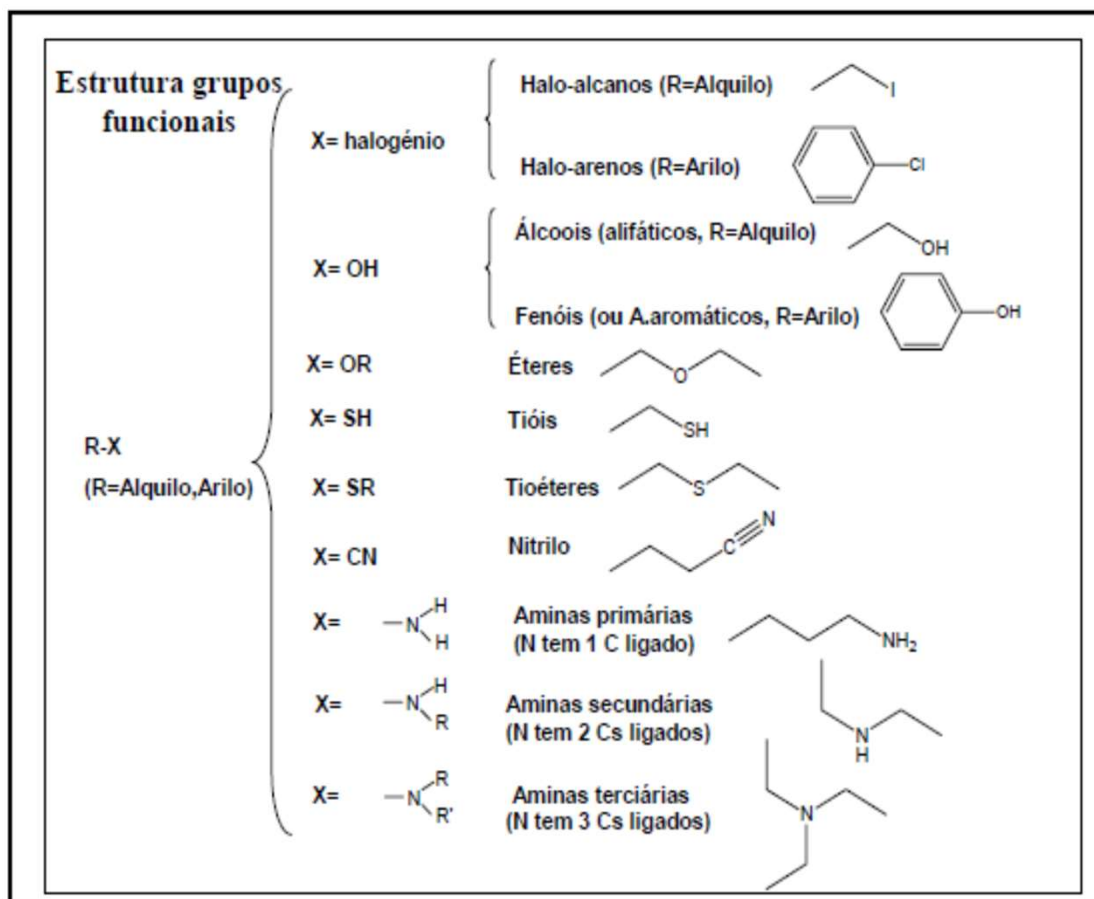 Estrutura grupos
funcionais
R-X
(R=Alquilo,Arilo)
X= halogénio
Halo-alcanos (R=Alquilo)
I
Halo-arenos (R=Arilo)
Cl
X= OH
Álcoois (alifáticos, R=Alquilo)
OH
Fenóis (ou A.aromáticos, R=Arilo)
OH
X= OR
Éteres
O
X= SH
Tióis
SH
X= SR
Tioéteres
S
X= CN
Nitrilo
C
N
X=
N
H
H
Aminas primárias
(N tem 1 C ligado)
NH2
X=
N
H
R
Aminas secundárias
(N tem 2 Cs ligados)
N
H
X=
N
R
R'
Aminas terciárias
(N tem 3 Cs ligados)
N